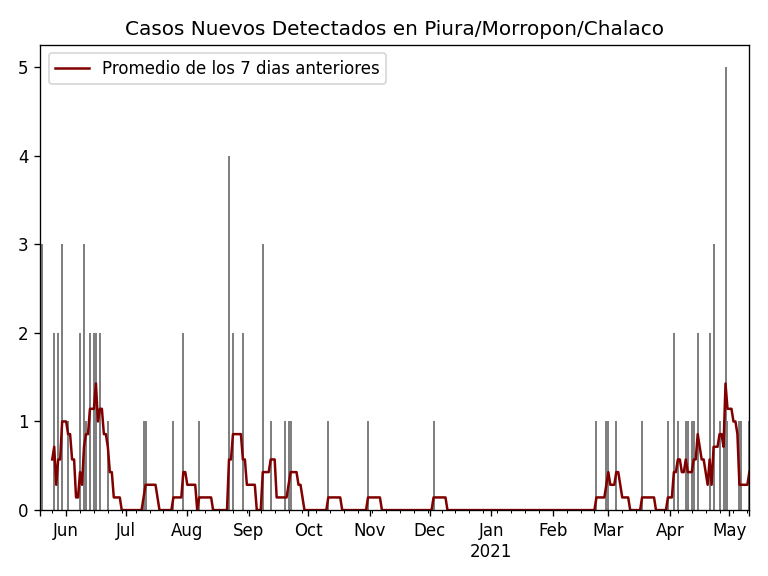 Casos Nuevos Detectados en Piura/Morropon/Chalaco
Promedio de los 7 dias anteriores
5
4
3
2
1
0
Jun Jul Aug Sep Oct Nov Dec Jan Feb Mar Apr May
2021